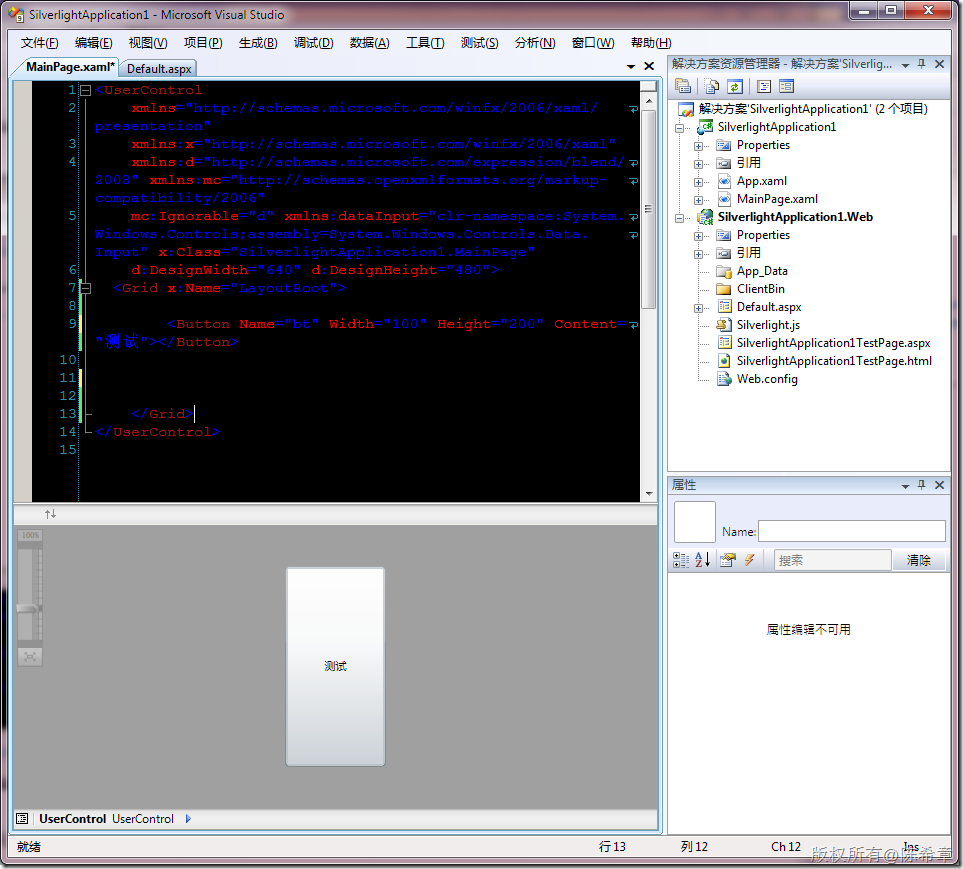 SilverlightApplication1 - Microsoft Visual Studio
文件(F) 编辑(E) 视图(V) 项目(P) 生成(B) 调试(D) 数据(A) 工具(T) 测试(S) 分析(N) 窗口(W) 帮助(H)
MainPage.xaml* Default.aspx
1 <UserControl
2 xmlns="http://schemas.microsoft.com/winfx/2006/xaml/
presentation"
3 xmlns:x="http://schemas.microsoft.com/winfx/2006/xaml"
4 xmlns:d="http://schemas.microsoft.com/expression/blend/
2008" xmlns:mc="http://schemas.openxmlformats.org/markup-
compatibility/2006"
5 mc:Ignorable="d" xmlns:dataInput="clr-namespace:System.
Windows.Controls;assembly=System.Windows.Controls.Data.
Input" x:Class="SilverlightApplication1.MainPage"
6 d:DesignWidth="640" d:DesignHeight="480">
7 <Grid x:Name="LayoutRoot">
8
9 <Button Name="bt" Width="100" Height="200" Content=
"测试"></Button>
10
11
12
13 </Grid>
14 </UserControl>
15
100%
测试
UserControl UserControl
解决方案资源管理器 - 解决方案'Silverlig...
解决方案'SilverlightApplication1' (2 个项目)
SilverlightApplication1
Properties
引用
App.xaml
MainPage.xaml
SilverlightApplication1.Web
Properties
引用
App_Data
ClientBin
Default.aspx
Silverlight.js
SilverlightApplication1TestPage.aspx
SilverlightApplication1TestPage.html
Web.config
属性
Name:
搜索 清除
属性编辑不可用
就绪 行 13 列 12 Ch 12 Ins
版权所有@陈希章